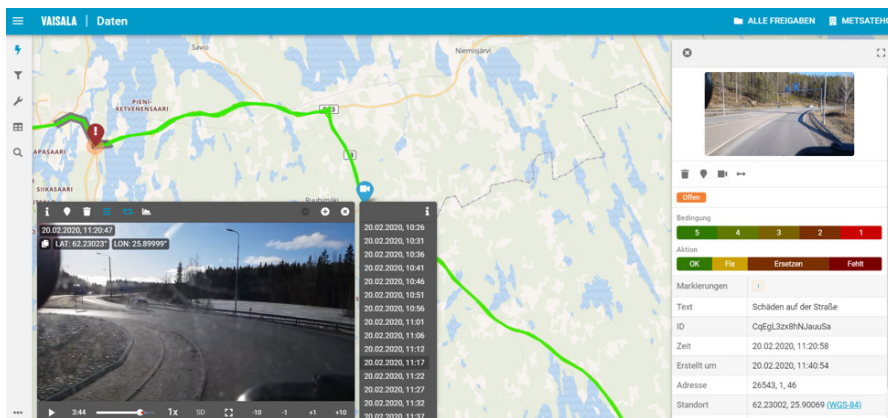 VAISALA | Daten
ALLE FREIGABEN
METSATEHO
Savio
Niemisjärvi
PIENI-
KETVENENSAARI
APASAARI
SIIKASAARI
Ruuhimäki
20.02.2020, 11:20:47
LAT: 62.23023° LON: 25.89999°
3:44
1x
SD
-10
-1
+1
+10
20.02.2020, 10:26
20.02.2020, 10:31
20.02.2020, 10:36
20.02.2020, 10:41
20.02.2020, 10:46
20.02.2020, 10:51
20.02.2020, 10:56
20.02.2020, 11:01
20.02.2020, 11:06
20.02.2020, 11:12
20.02.2020, 11:17
20.02.2020, 11:22
20.02.2020, 11:27
20.02.2020, 11:32
20.02.2020, 11:37
Offen
Bedingung
5 4 3 2 1
Aktion
OK Fix Ersetzen Fehlt
Markierungen 1
Text Schäden auf der Straße
ID CqEgL3zx8hNJauuSa
Zeit 20.02.2020, 11:20:58
Erstellt um 20.02.2020, 11:40:54
Adresse 26543, 1, 46
Standort 62.23002, 25.90069 (WGS-84)